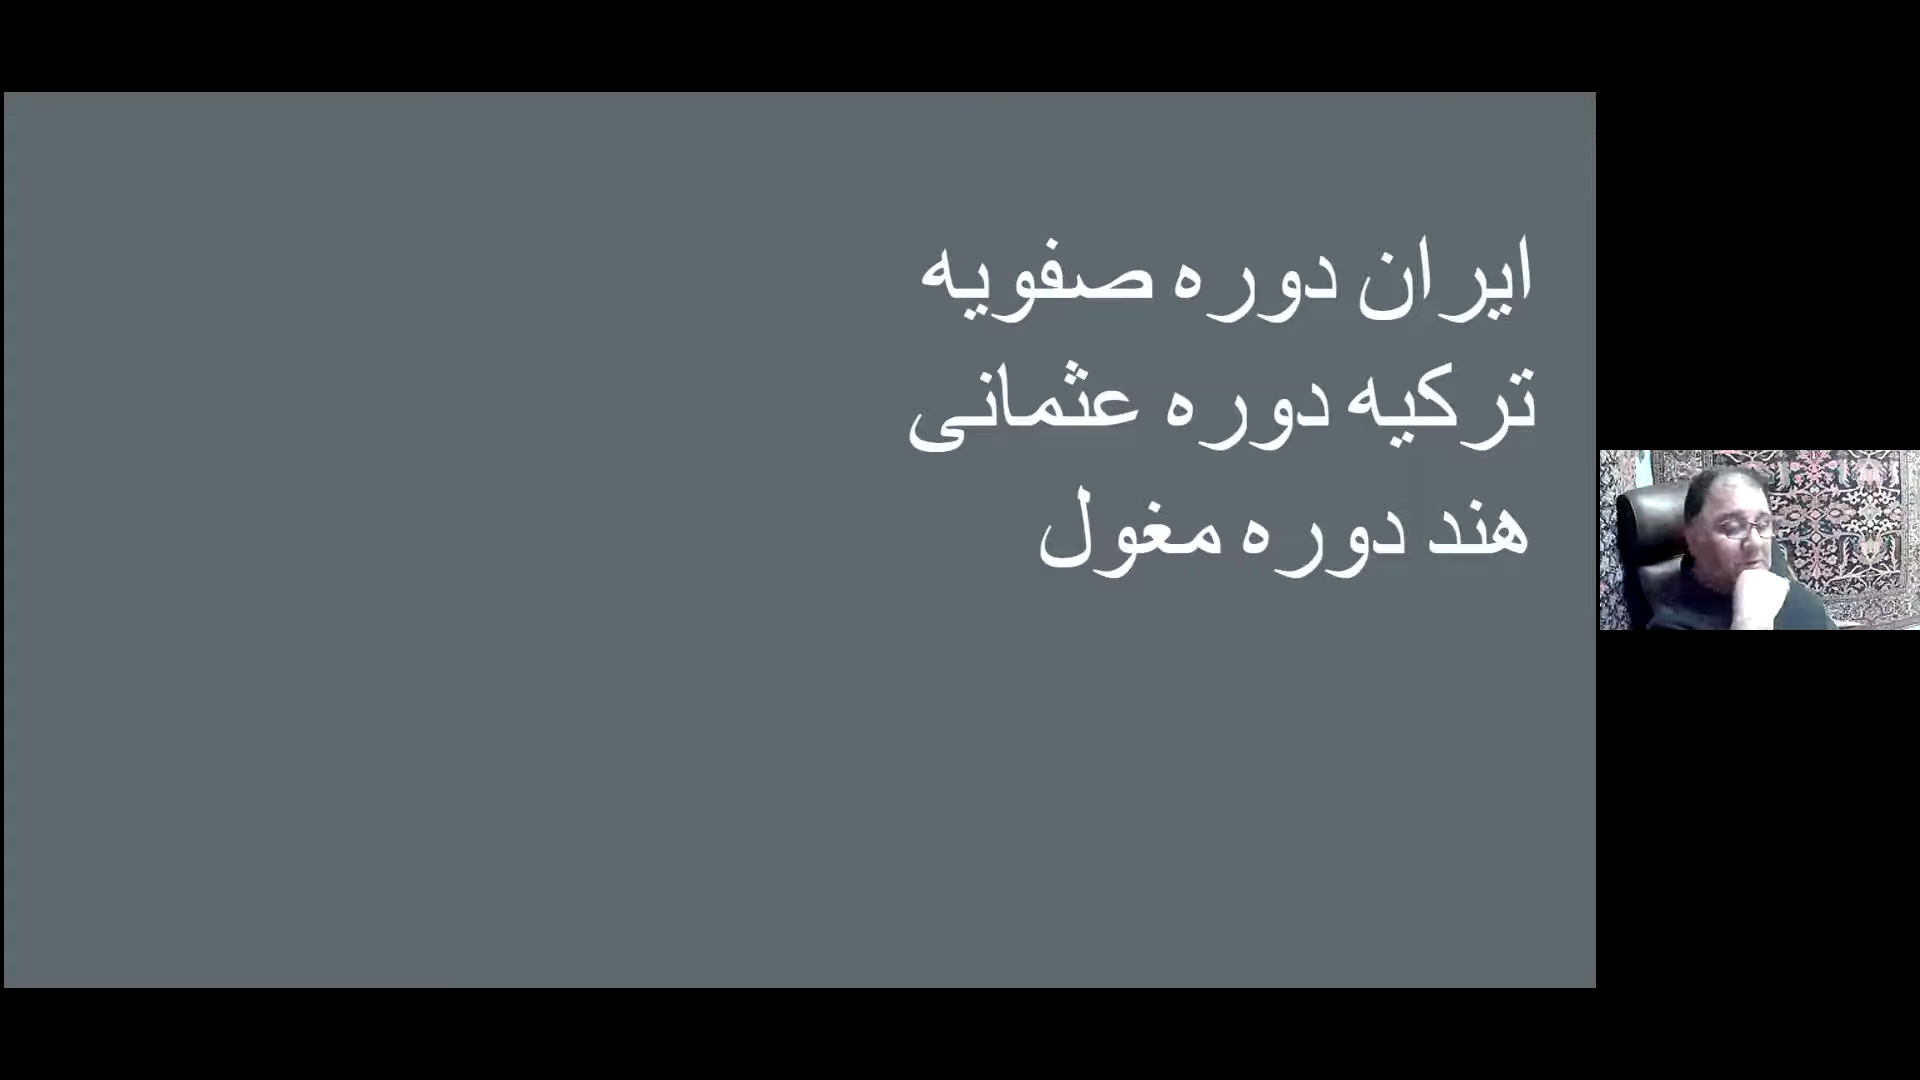 ایران دوره صفویه
ترکیه دوره عثمانی
هند دوره مغول